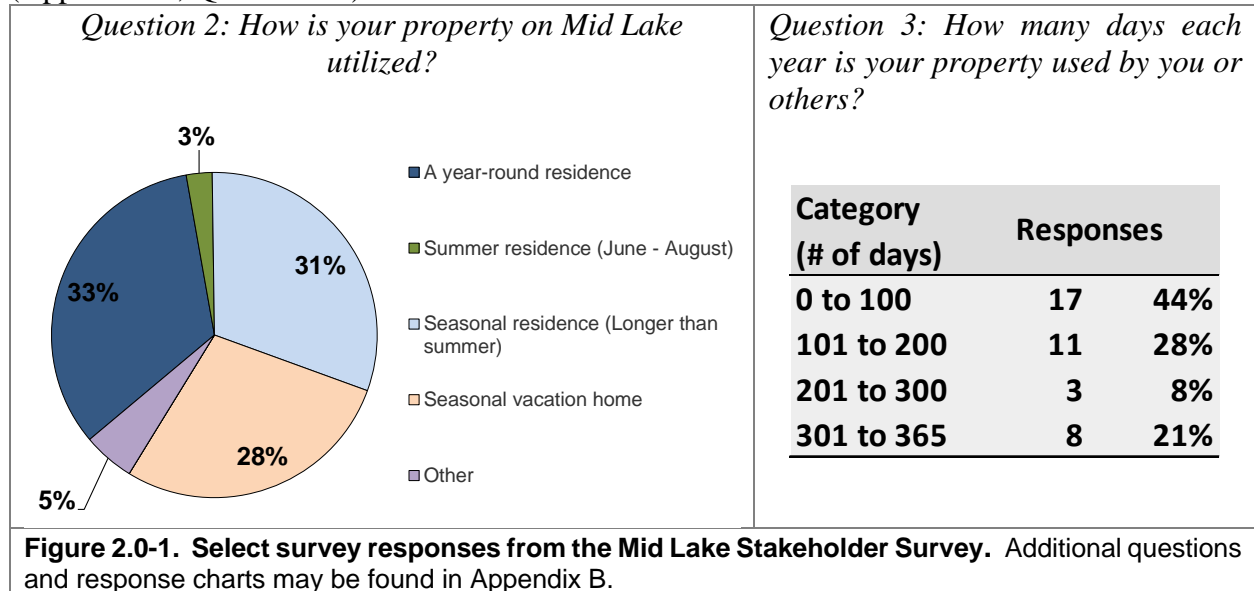 Question 2: How is your property on Mid Lake
utilized?
3%
31%
33%
28%
5%
A year-round residence
Summer residence (June - August)
Seasonal residence (Longer than
summer)
Seasonal vacation home
Other
Question 3: How many days each
year is your property used by you or
others?
Category
(# of days)
Responses
0 to 100 17 44%
101 to 200 11 28%
201 to 300 3 8%
301 to 365 8 21%
Figure 2.0-1. Select survey responses from the Mid Lake Stakeholder Survey. Additional questions
and response charts may be found in Appendix B.